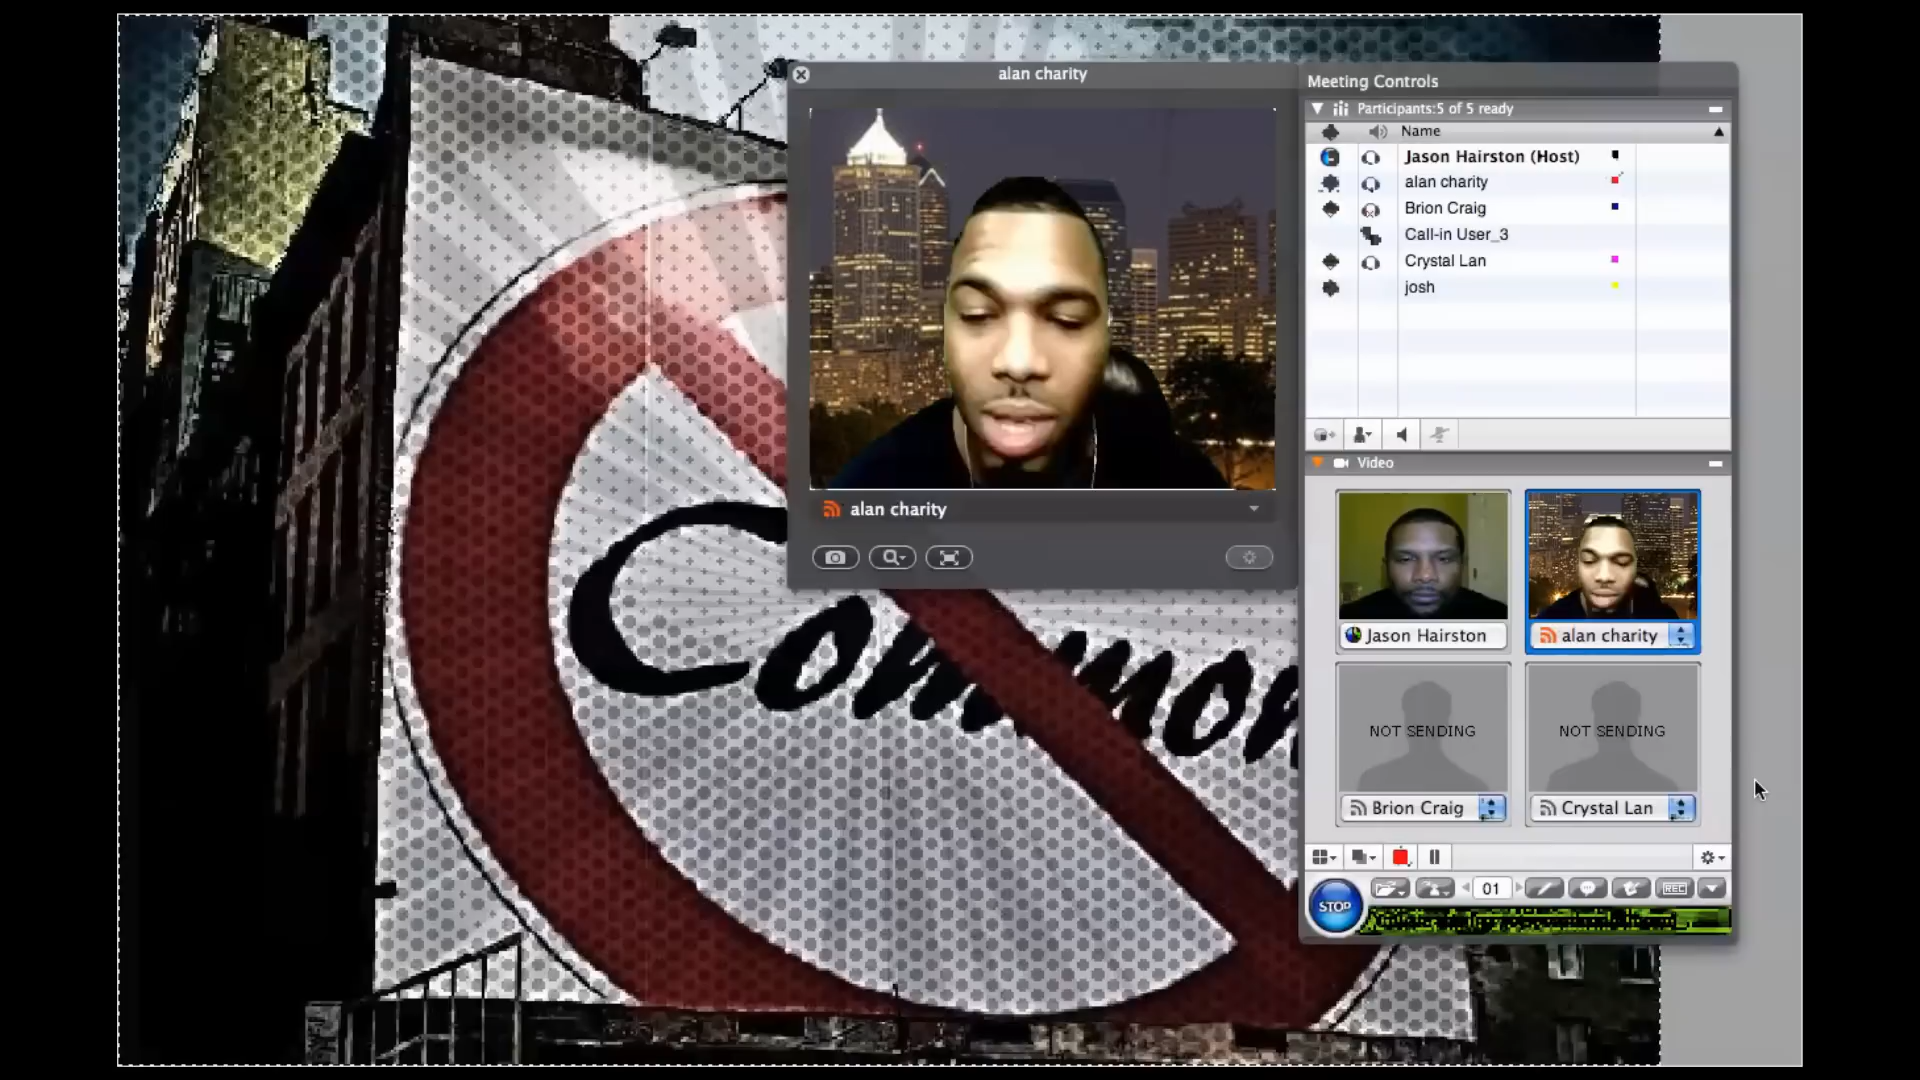 alan charity
Meeting Controls
Participants:5 of 5 ready
Name
Jason Hairston (Host)
alan charity
Brion Craig
Call-in User_3
Crystal Lan
josh
alan charity
Video
Jason Hairston
alan charity
NOT SENDING
NOT SENDING
Brion Craig
Crystal Lan
01
REC
STOP
Common